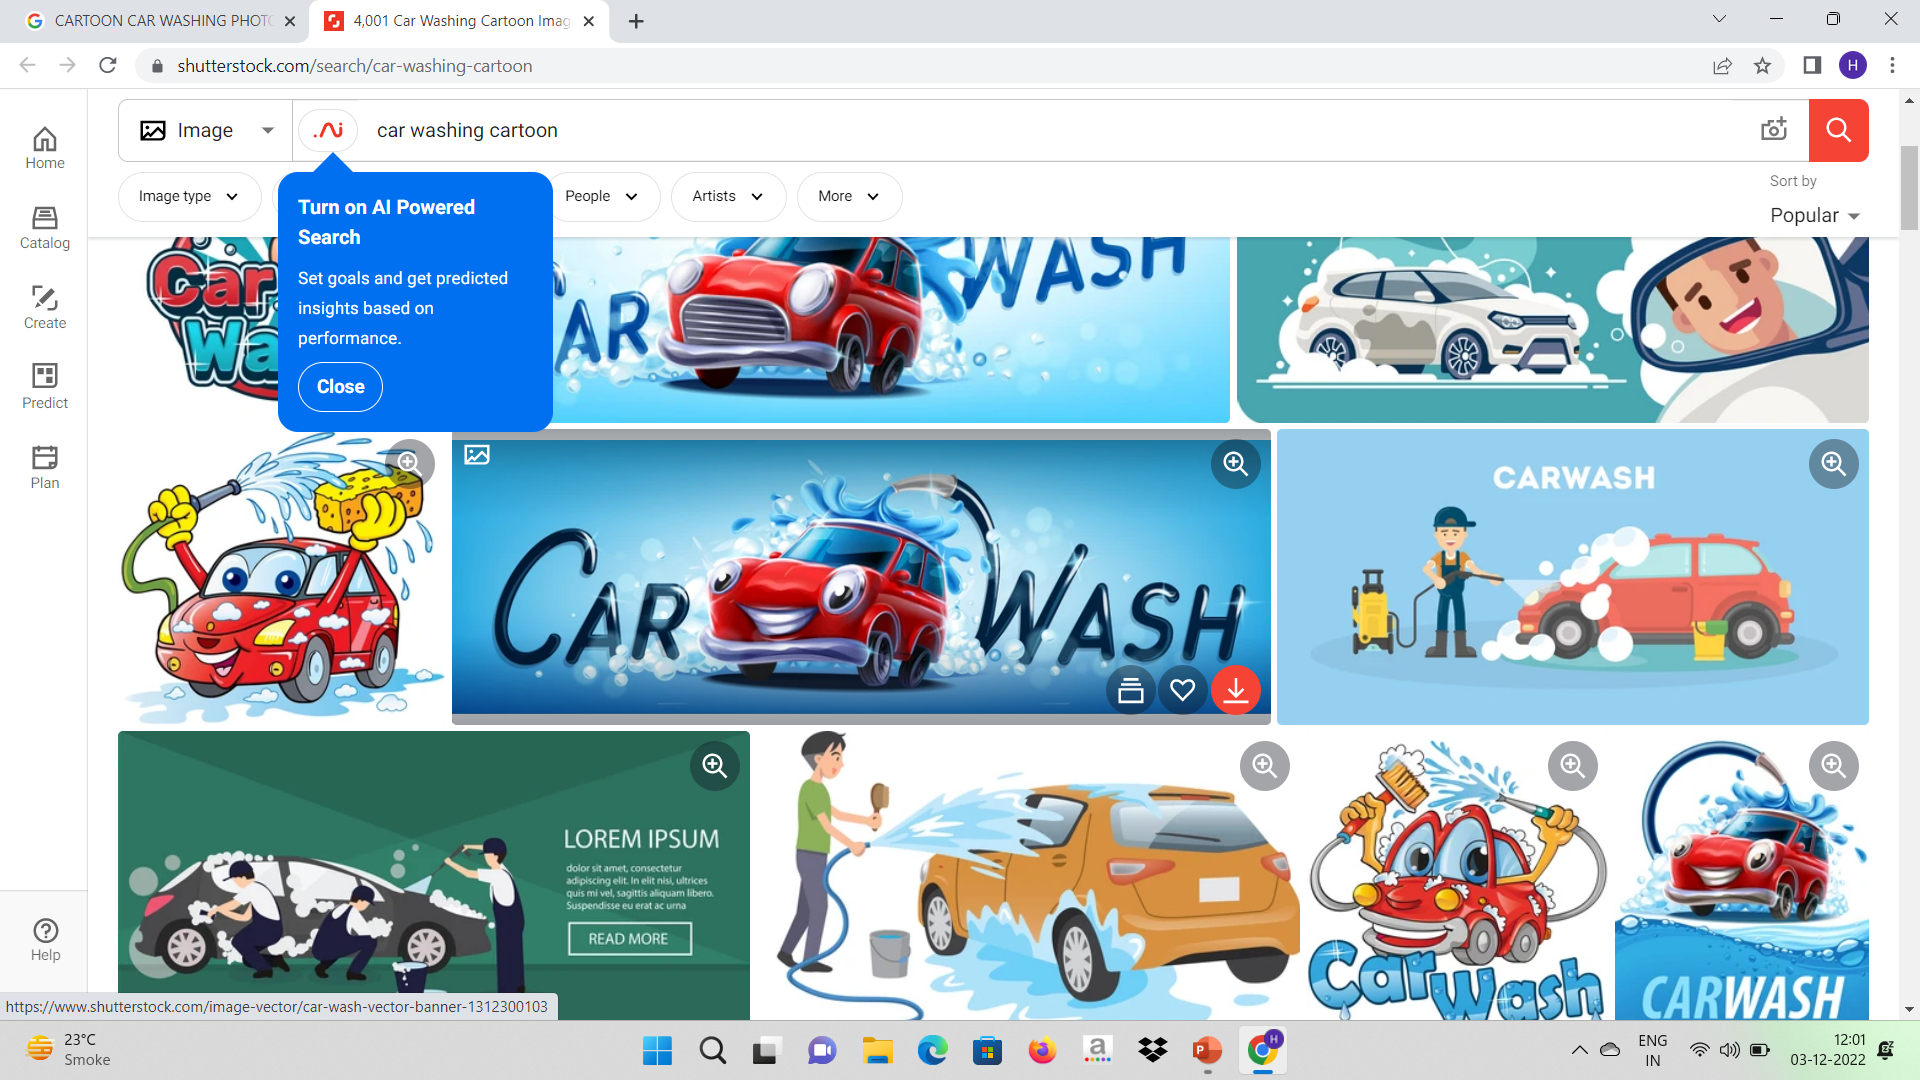 CARTOON CAR WASHING PHOTO
4,001 Car Washing Cartoon Imag
shutterstock.com/search/car-washing-cartoon
H
Image
car washing cartoon
Image type
People
Artists
More
Sort by
Popular
Turn on AI Powered
Search
Set goals and get predicted
insights based on
performance.
Close
Home
Catalog
Create
Predict
Plan
Help
Car
Wa
CAR WASH
CAR WASH
CARWASH
LOREM IPSUM
dolor sit amet, consectetur
adipiscing elit. In elit nisi, ultrices
quis mi vel, sagittis aliquam libero.
Suspendisse eu erat ac urna
READ MORE
Car Wash
CARWASH
https://www.shutterstock.com/image-vector/car-wash-vector-banner-1312300103
23°C
Smoke
ENG
IN
12:01
03-12-2022